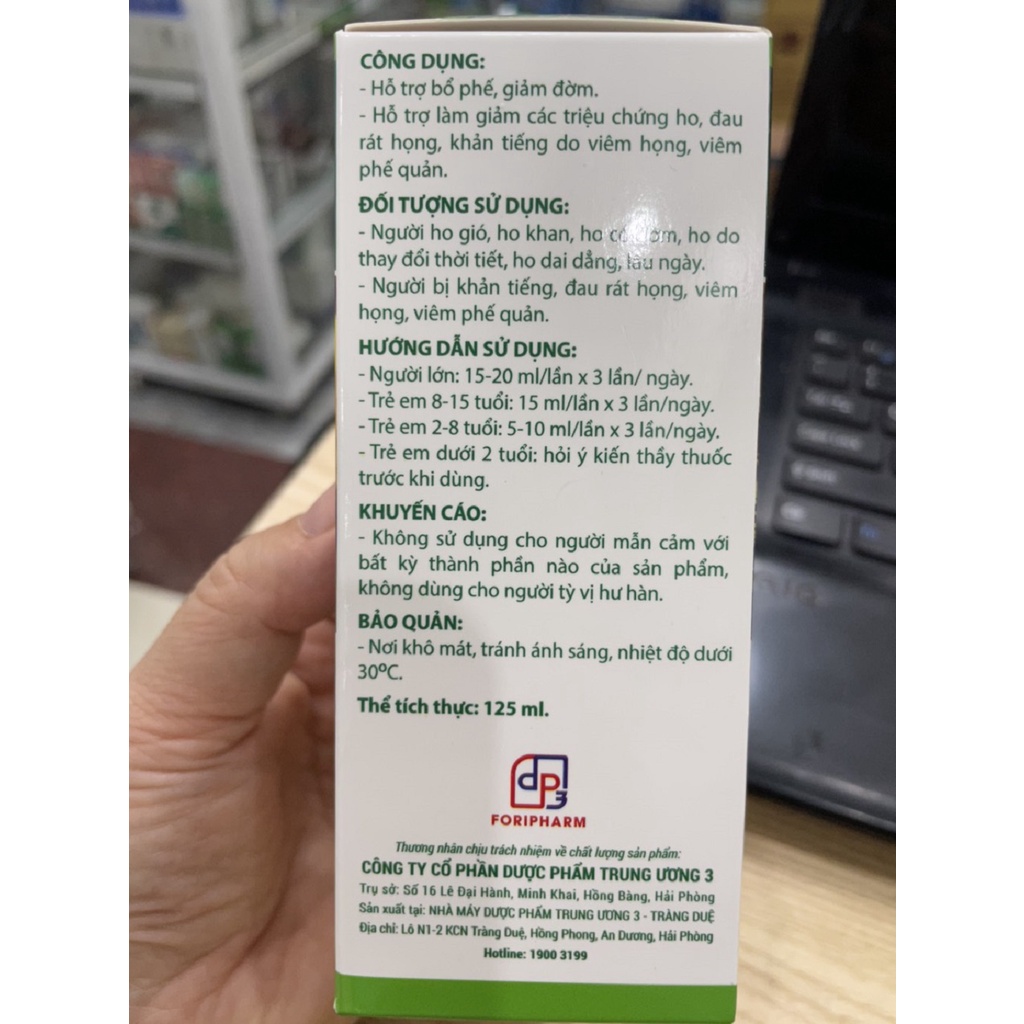 CÔNG DỤNG:
- Hỗ trợ bổ phế, giảm đờm.
- Hỗ trợ làm giảm các triệu chứng ho, đau
rát họng, khản tiếng do viêm họng, viêm
phế quản.
ĐỐI TƯỢNG SỬ DỤNG:
- Người ho gió, ho khan, ho có đờm, ho do
thay đổi thời tiết, ho dai dẳng, lâu ngày.
- Người bị khản tiếng, đau rát họng, viêm
họng, viêm phế quản.
HƯỚNG DẪN SỬ DỤNG:
- Người lớn: 15-20 ml/lần x 3 lần/ ngày.
- Trẻ em 8-15 tuổi: 15 ml/lần x 3 lần/ngày.
- Trẻ em 2-8 tuổi: 5-10 ml/lần x 3 lần/ngày.
- Trẻ em dưới 2 tuổi: hỏi ý kiến thầy thuốc
trước khi dùng.
KHUYẾN CÁO:
- Không sử dụng cho người mẫn cảm với
bất kỳ thành phần nào của sản phẩm,
không dùng cho người tỳ vị hư hàn.
BẢO QUẢN:
- Nơi khô mát, tránh ánh sáng, nhiệt độ dưới
30ºC.
Thể tích thực: 125 ml.
dp3
FORIPHARM
Thương nhân chịu trách nhiệm về chất lượng sản phẩm:
CÔNG TY CỔ PHẦN DƯỢC PHẨM TRUNG ƯƠNG 3
Trụ sở: Số 16 Lê Đại Hành, Minh Khai, Hồng Bàng, Hải Phòng
Sản xuất tại: NHÀ MÁY DƯỢC PHẨM TRUNG ƯƠNG 3 - TRÀNG DUỆ
Địa chỉ: Lô N1-2 KCN Tràng Duệ, Hồng Phong, An Dương, Hải Phòng
Hotline: 1900 3199